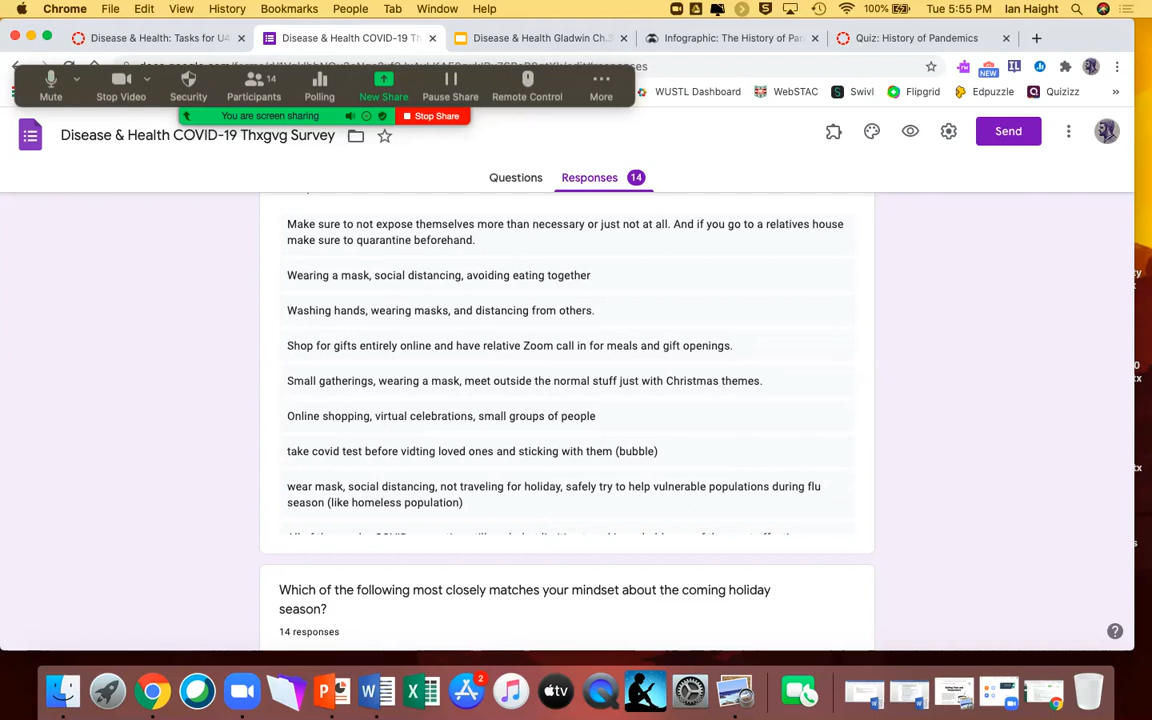 Chrome File Edit View History Bookmarks People Tab Window Help 100% Tue 5:55 PM Ian Haight
Disease & Health: Tasks for U4 Disease & Health COVID-19 Th Disease & Health Gladwin Ch.3 Infographic: The History of Pan Quiz: History of Pandemics
Mute Stop Video Security Participants 14 Polling New Share Pause Share Remote Control More
NEW
WUSTL Dashboard WebSTAC Swivl Flipgrid Edpuzzle Quizizz
You are screen sharing Stop Share
Disease & Health COVID-19 Thxgvg Survey Send
Questions Responses 14
Make sure to not expose themselves more than necessary or just not at all. And if you go to a relatives house
make sure to quarantine beforehand.
Wearing a mask, social distancing, avoiding eating together
Washing hands, wearing masks, and distancing from others.
Shop for gifts entirely online and have relative Zoom call in for meals and gift openings.
Small gatherings, wearing a mask, meet outside the normal stuff just with Christmas themes.
Online shopping, virtual celebrations, small groups of people
take covid test before vidting loved ones and sticking with them (bubble)
wear mask, social distancing, not traveling for holiday, safely try to help vulnerable populations during flu
season (like homeless population)
Which of the following most closely matches your mindset about the coming holiday
season?
14 responses
2
tv